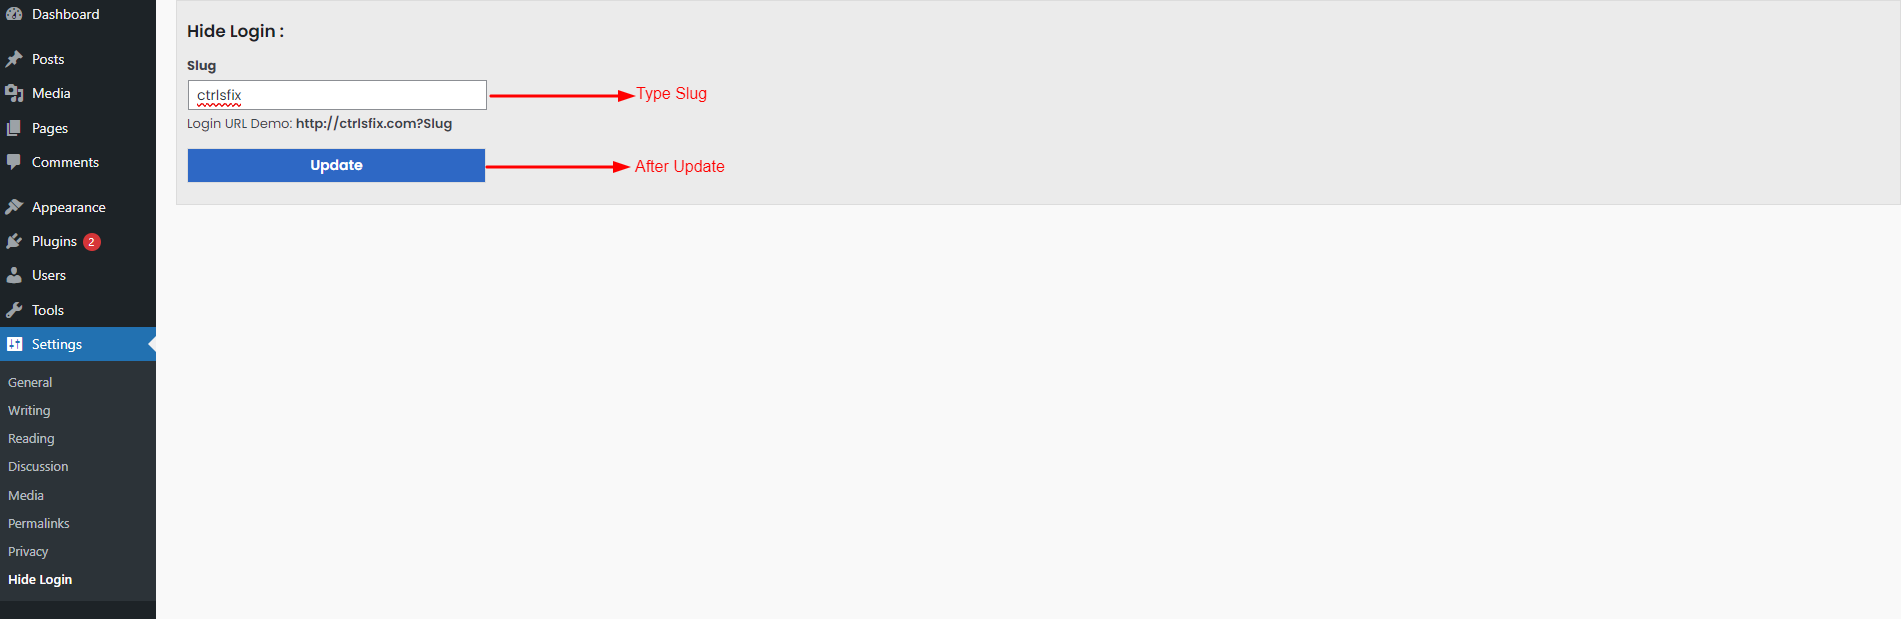 Dashboard
Posts
Media
Pages
Comments
Appearance
Plugins 2
Users
Tools
Settings
General
Writing
Reading
Discussion
Media
Permalinks
Privacy
Hide Login
Hide Login :
Slug
ctrlsfix
Type Slug
Login URL Demo: http://ctrlsfix.com?Slug
Update
After Update